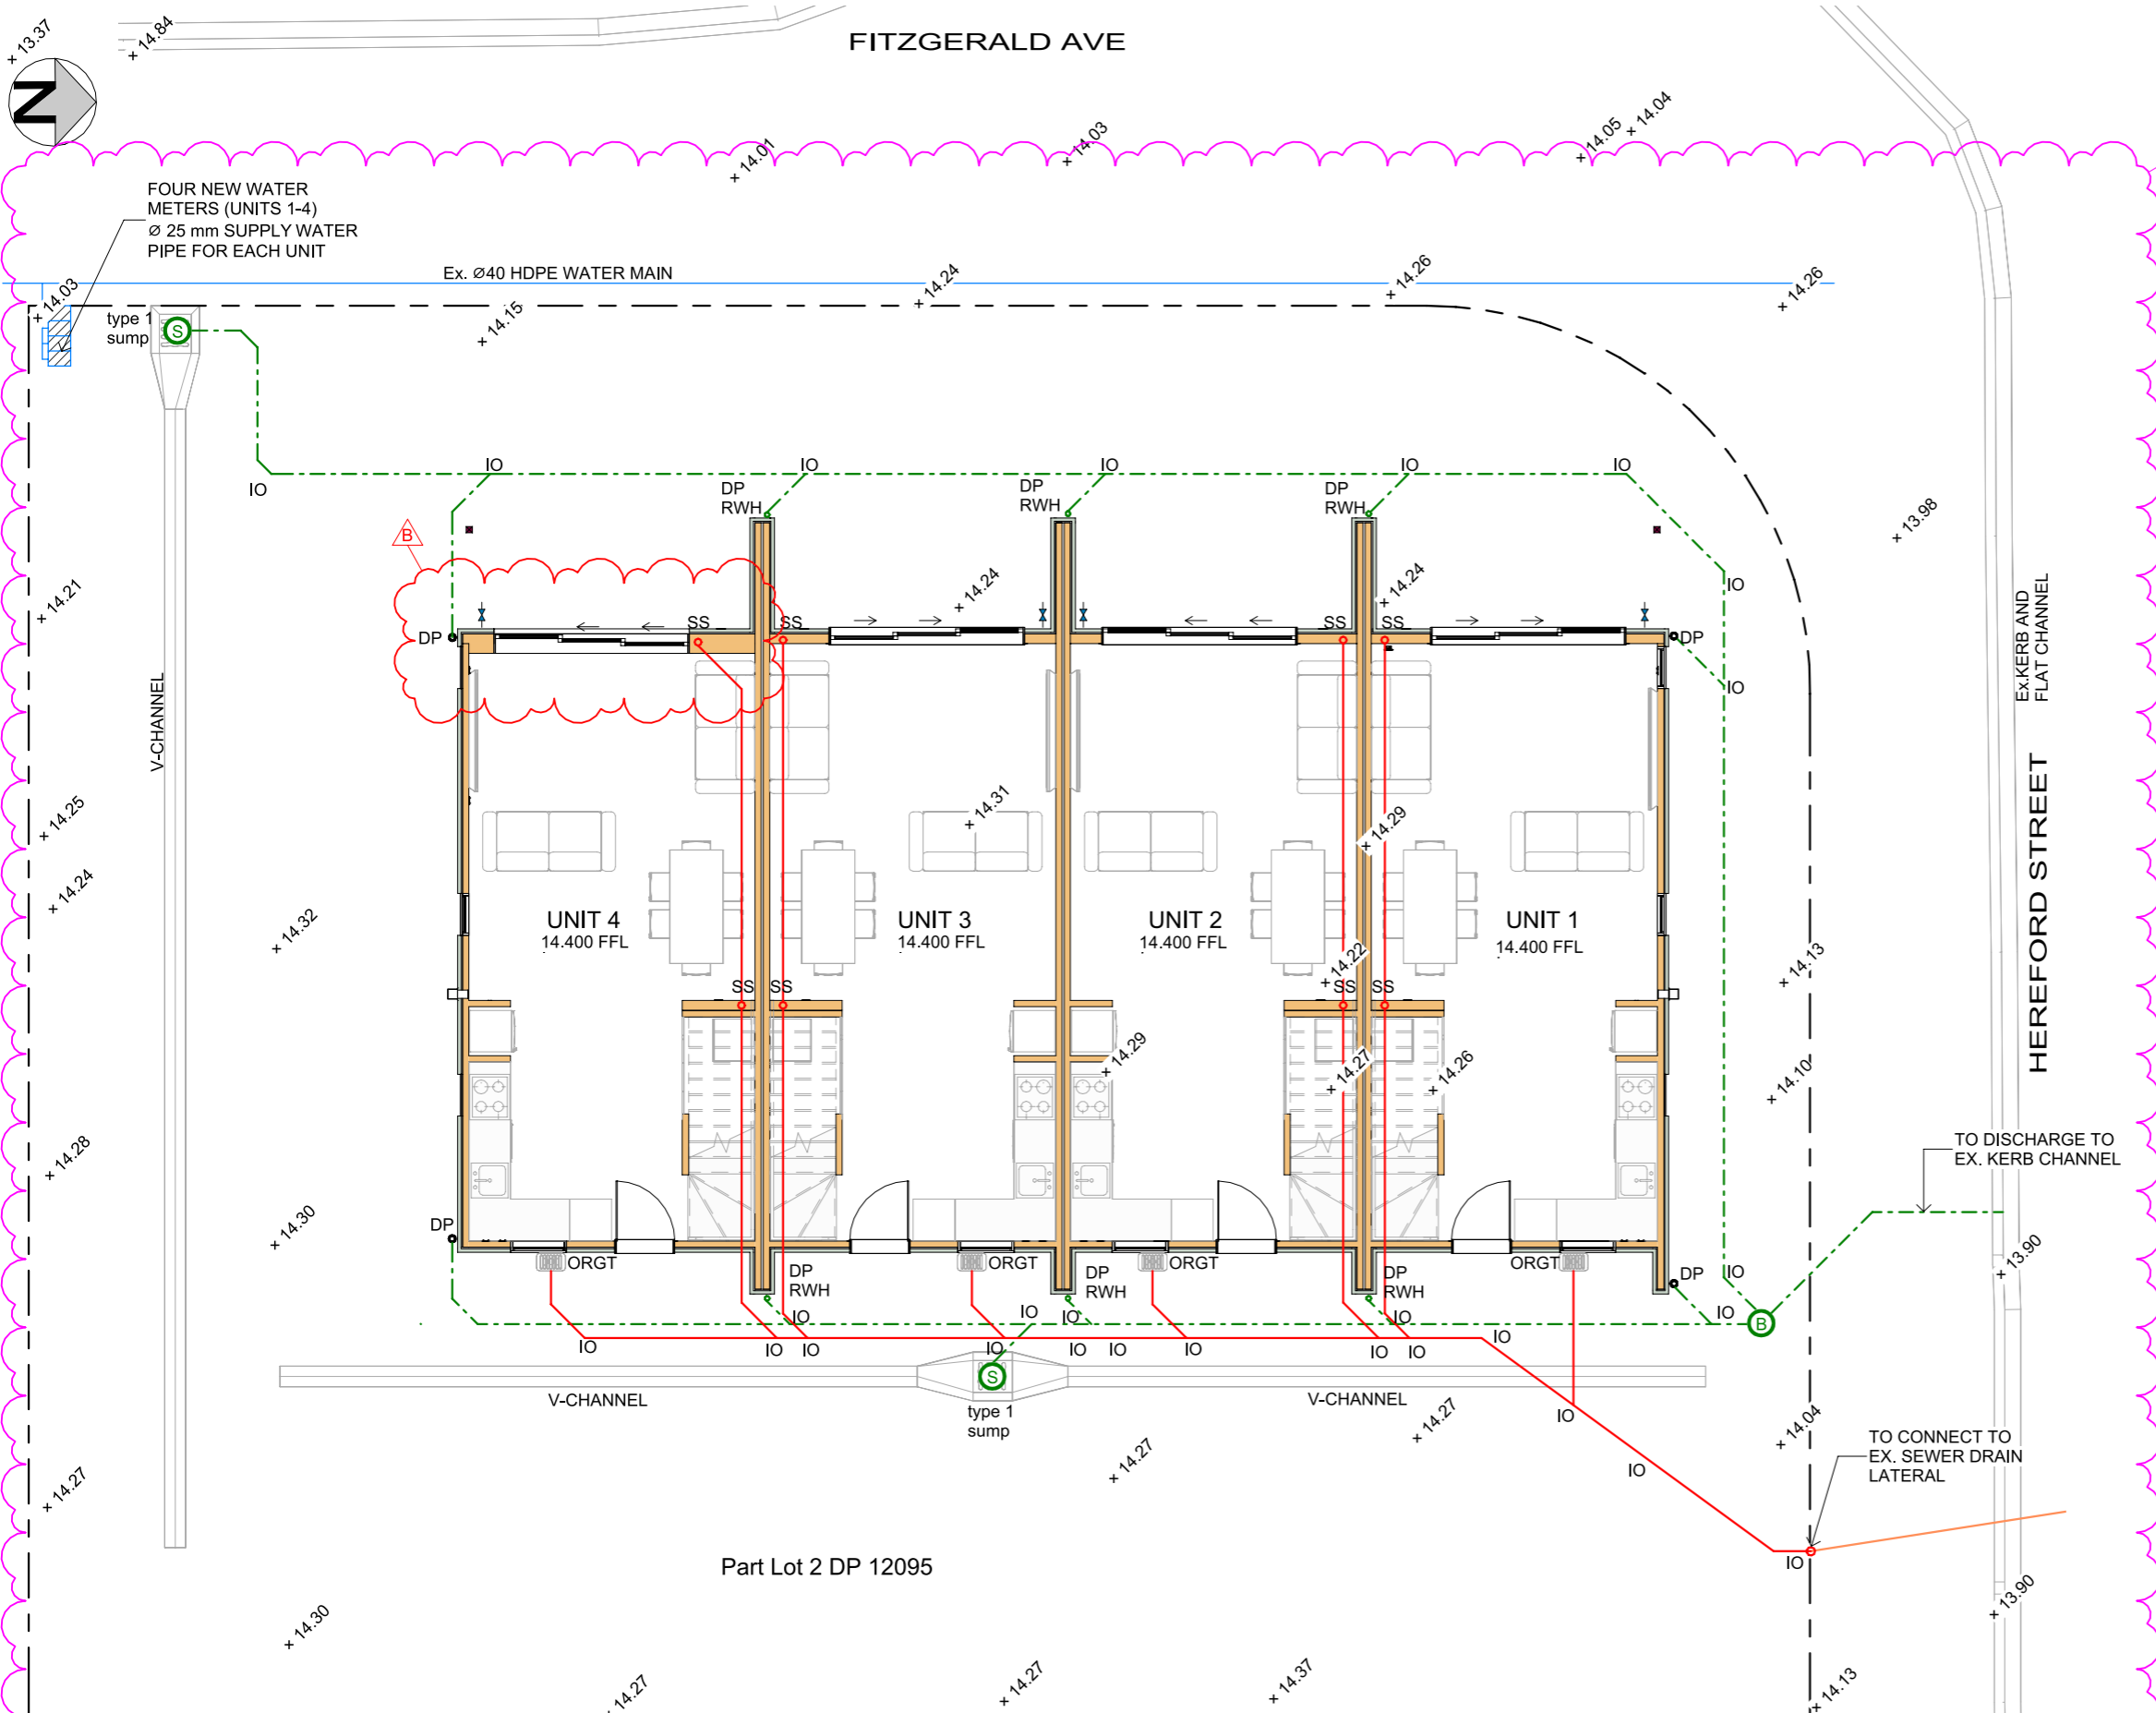 FITZGERALD AVE
+ 13.37
+ 14.84
N
+ 14.01
+ 14.03
+ 14.05
+ 14.04
FOUR NEW WATER
METERS (UNITS 1-4)
Ø 25 mm SUPPLY WATER
PIPE FOR EACH UNIT
Ex. Ø40 HDPE WATER MAIN
+ 14.24
+ 14.26
+ 14.26
+ 14.03
type 1
sump
S
+ 14.15
IO
IO
IO
IO
IO
IO
DP
RWH
DP
RWH
DP
RWH
+ 13.98
B
+ 14.21
+ 14.24
+ 14.24
IO
Ex.KERB AND
FLAT CHANNEL
DP
SS
SS
SS
SS
DP
IO
V-CHANNEL
+ 14.25
+ 14.31
+ 14.29
HEREFORD STREET
+ 14.24
+ 14.32
UNIT 4
14.400 FFL
UNIT 3
14.400 FFL
UNIT 2
14.400 FFL
UNIT 1
14.400 FFL
+ 14.22
+ 14.13
SS
SS
SS
SS
+ 14.29
+ 14.27
+ 14.26
+ 14.10
+ 14.28
TO DISCHARGE TO
EX. KERB CHANNEL
+ 14.30
DP
ORGT
ORGT
ORGT
ORGT
+ 13.90
DP
RWH
DP
RWH
DP
RWH
DP
IO
IO
IO
IO
IO
IO
IO
B
IO
IO
IO
IO
IO
IO
IO
IO
IO
S
V-CHANNEL
V-CHANNEL
type 1
sump
IO
+ 14.27
+ 14.04
+ 14.27
IO
TO CONNECT TO
EX. SEWER DRAIN
LATERAL
+ 14.27
IO
Part Lot 2 DP 12095
+ 13.90
+ 14.30
+ 14.27
+ 14.27
+ 14.37
+ 14.13